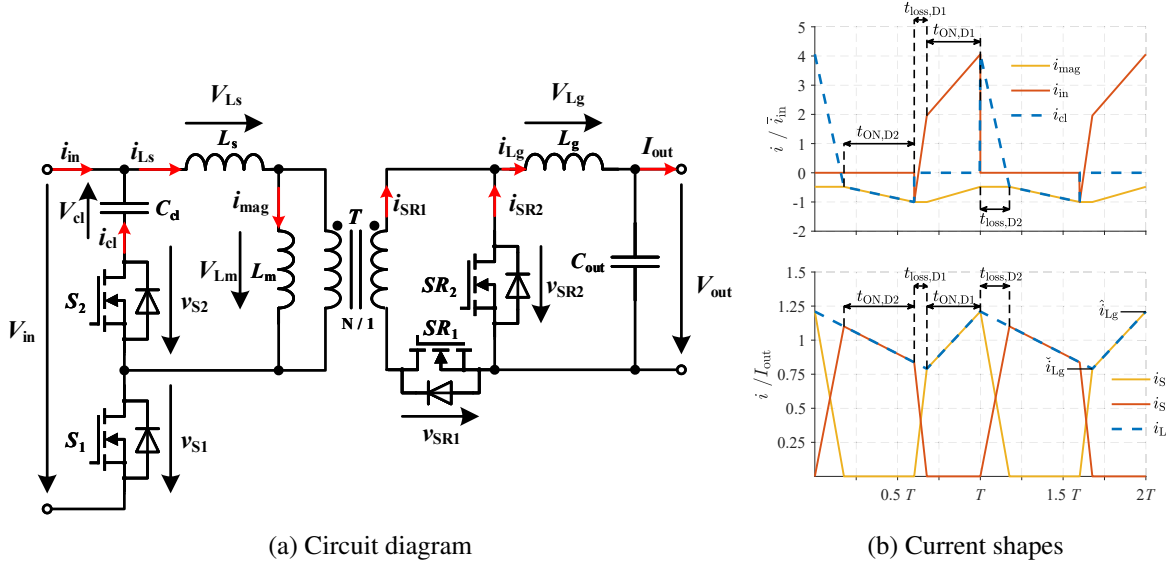 V_Ls
L_s
i_in
i_Ls
V_cl
C_cl
i_cl
i_mag
V_Lm
L_m
T
N / 1
S_2
v_S2
V_in
S_1
v_S1
V_Lg
L_g
i_Lg
I_out
i_SR1
i_SR2
SR_2
v_SR2
C_out
V_out
SR_1
v_SR1
(a) Circuit diagram
t_loss,D1
t_ON,D1
5
4
3
2
1
0
-1
-2
i / i̅_in
i_mag
i_in
i_cl
t_ON,D2
t_loss,D2
t_loss,D1
t_loss,D2
t_ON,D2
t_ON,D1
1.5
1.25
1
0.75
0.5
0.25
i / I_out
î_Lg
ǐ_Lg
i_S
i_S
i_L
0.5 T
T
1.5 T
2T
(b) Current shapes